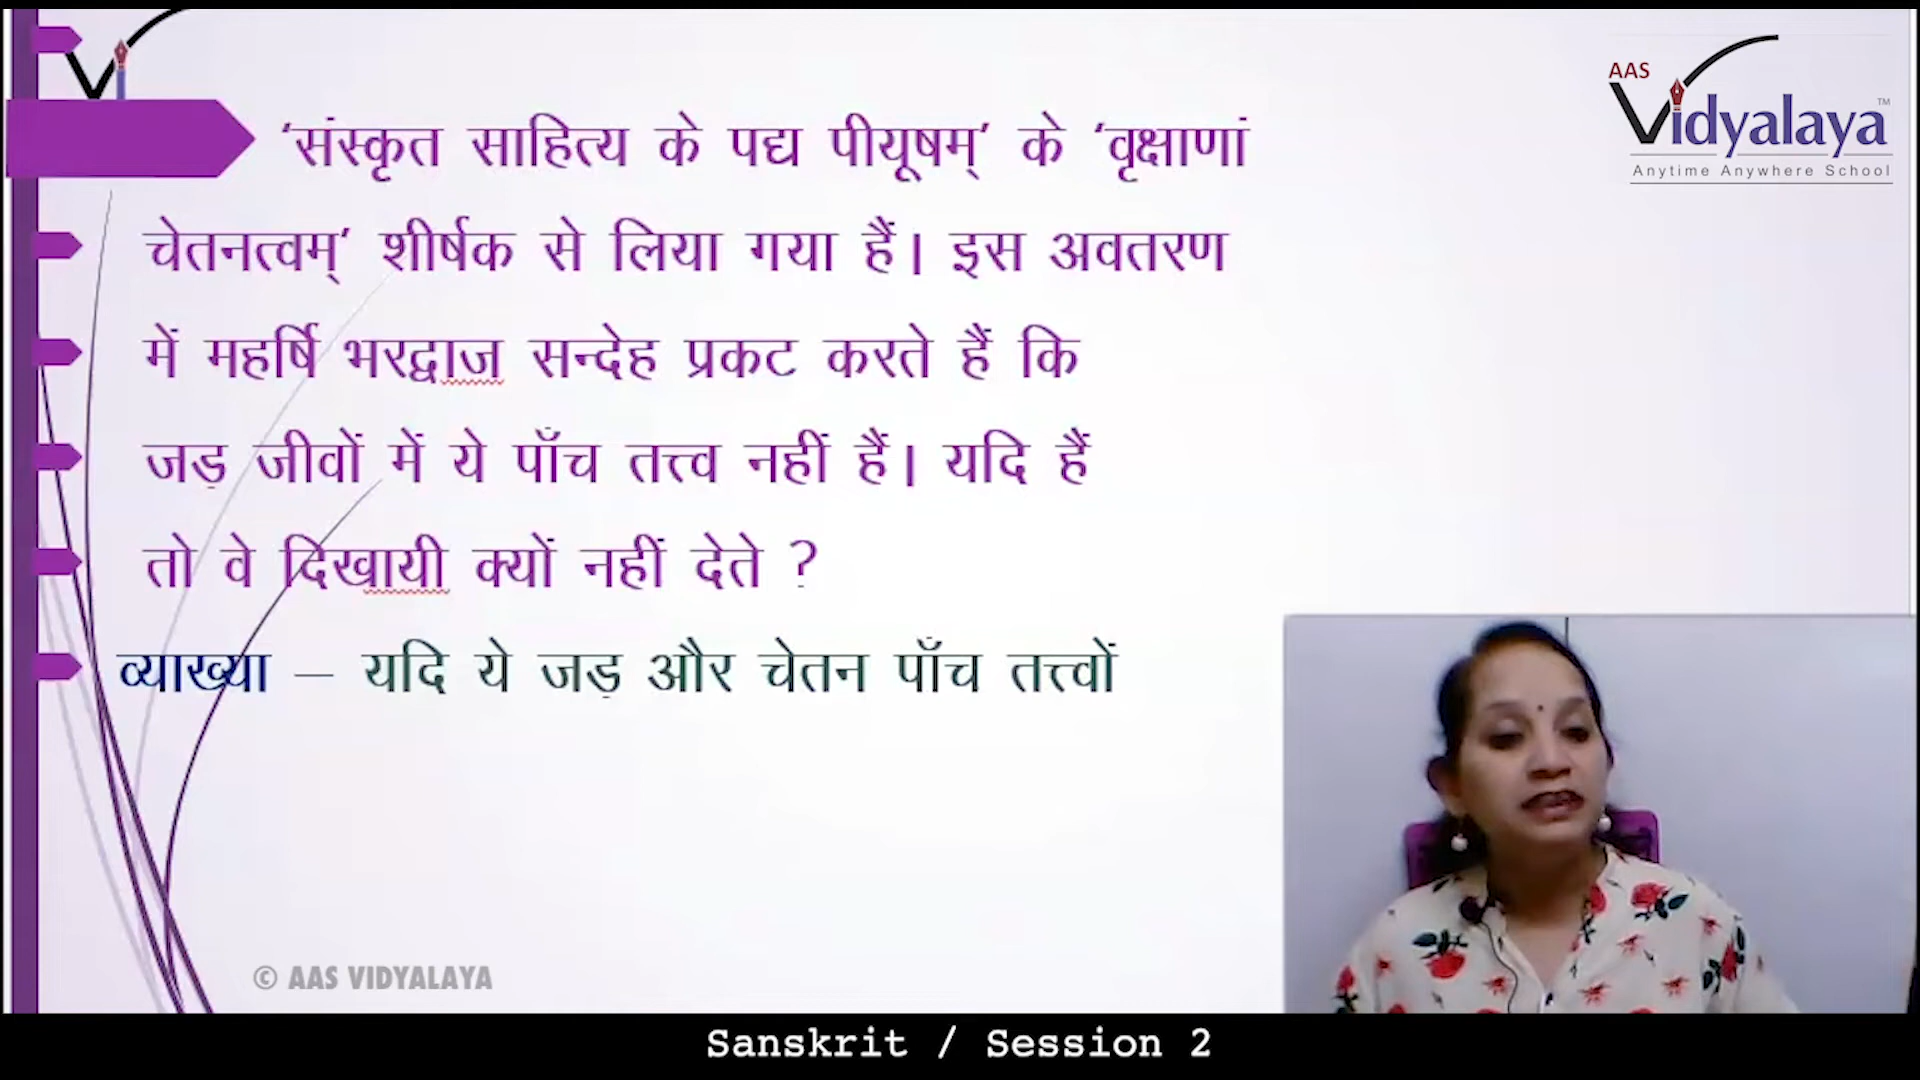 AAS
Vidyalaya™
Anytime Anywhere School
'संस्कृत साहित्य के पद्य पीयूषम्' के 'वृक्षाणां
चेतनत्वम्' शीर्षक से लिया गया हैं। इस अवतरण
में महर्षि भरद्वाज सन्देह प्रकट करते हैं कि
जड़ जीवों में ये पाँच तत्त्व नहीं हैं। यदि हैं
तो वे दिखायी क्यों नहीं देते ?
व्याख्या – यदि ये जड़ और चेतन पाँच तत्त्वों
© AAS VIDYALAYA
Sanskrit / Session 2